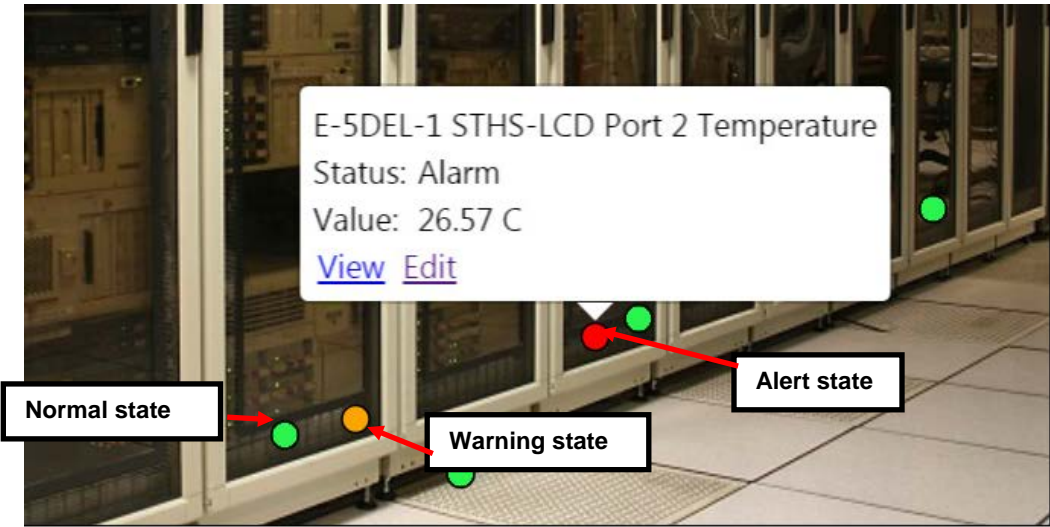 E-5DEL-1 STHS-LCD Port 2 Temperature
Status: Alarm
Value: 26.57 C
View Edit
Alert state
Normal state
Warning state